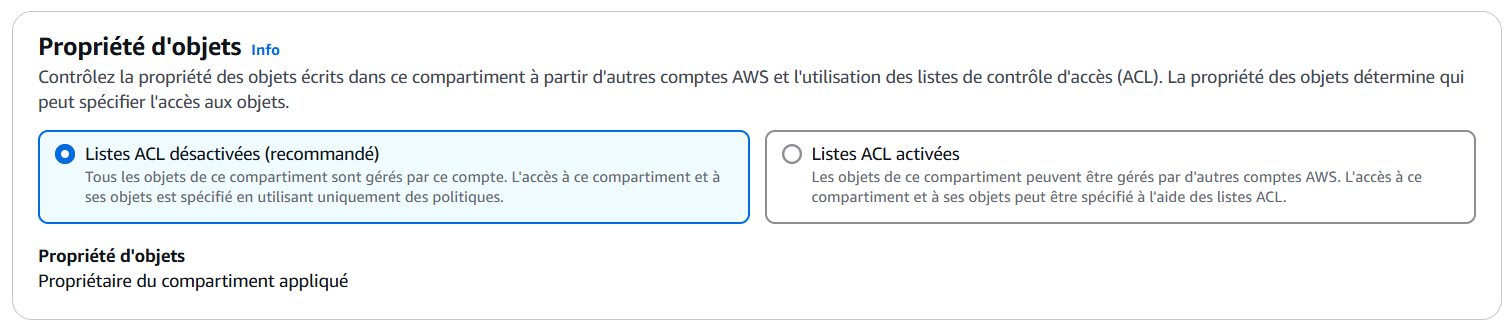 Propriété d'objets Info
Contrôlez la propriété des objets écrits dans ce compartiment à partir d'autres comptes AWS et l'utilisation des listes de contrôle d'accès (ACL). La propriété des objets détermine qui
peut spécifier l'accès aux objets.
Listes ACL désactivées (recommandé)
Tous les objets de ce compartiment sont gérés par ce compte. L'accès à ce compartiment et à
ses objets est spécifié en utilisant uniquement des politiques.
Listes ACL activées
Les objets de ce compartiment peuvent être gérés par d'autres comptes AWS. L'accès à ce
compartiment et à ses objets peut être spécifié à l'aide des listes ACL.
Propriété d'objets
Propriétaire du compartiment appliqué